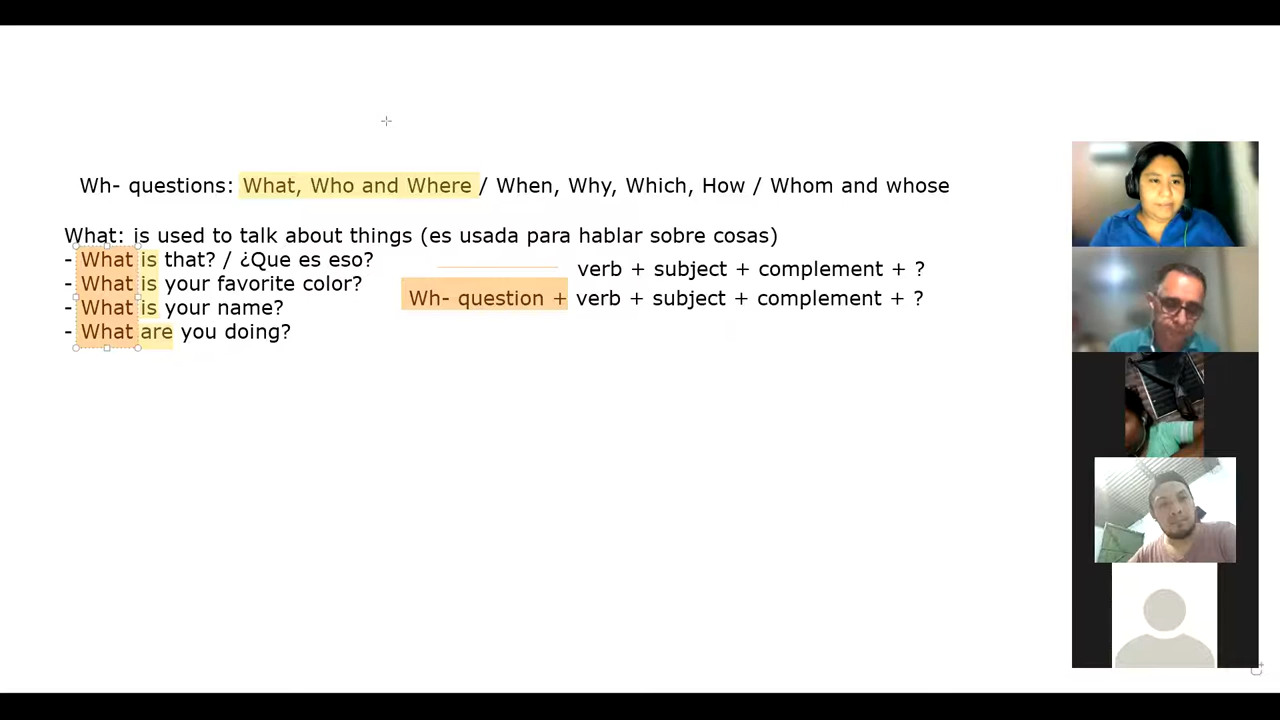 Wh- questions: What, Who and Where / When, Why, Which, How / Whom and whose
What: is used to talk about things (es usada para hablar sobre cosas)
- What is that? / ¿Que es eso?
- What is your favorite color?
- What is your name?
- What are you doing?
verb + subject + complement + ?
Wh- question + verb + subject + complement + ?